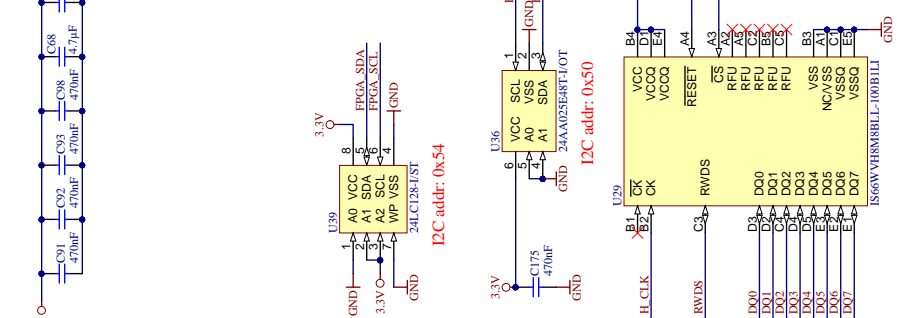 C68
4.7µF
C98
470nF
C93
470nF
C92
470nF
C91
470nF
FPGA_SDA
FPGA_SCL
GND
3.3V
8
5
6
4
U39
VCC
SDA
SCL
VSS
A0
A1
A2
WP
24LC128-I/ST
1
2
3
7
GND
3.3V
GND
I2C addr: 0x54
GND
1
2
3
U36
SCL
VSS
SDA
VCC
A0
A1
24AA025E48T-I/OT
6
5
4
GND
I2C addr: 0x50
3.3V
C175
470nF
GND
B4
D1
E4
A4
A3
A2
A5
C2
B5
C5
B3
A1
C1
E5
GND
VCC
VCCQ
VCCQ
RESET
CS
RFU
RFU
RFU
RFU
RFU
VSS
NC/VSS
VSSQ
VSSQ
U29
CK
CK
RWDS
DQ0
DQ1
DQ2
DQ3
DQ4
DQ5
DQ6
DQ7
IS66WVH8M8BLL-100B1LI
B1
B2
C3
D3
D2
C4
D4
D5
E3
E2
E1
H_CLK
RWDS
DQ0
DQ1
DQ2
DQ3
DQ4
DQ5
DQ6
DQ7